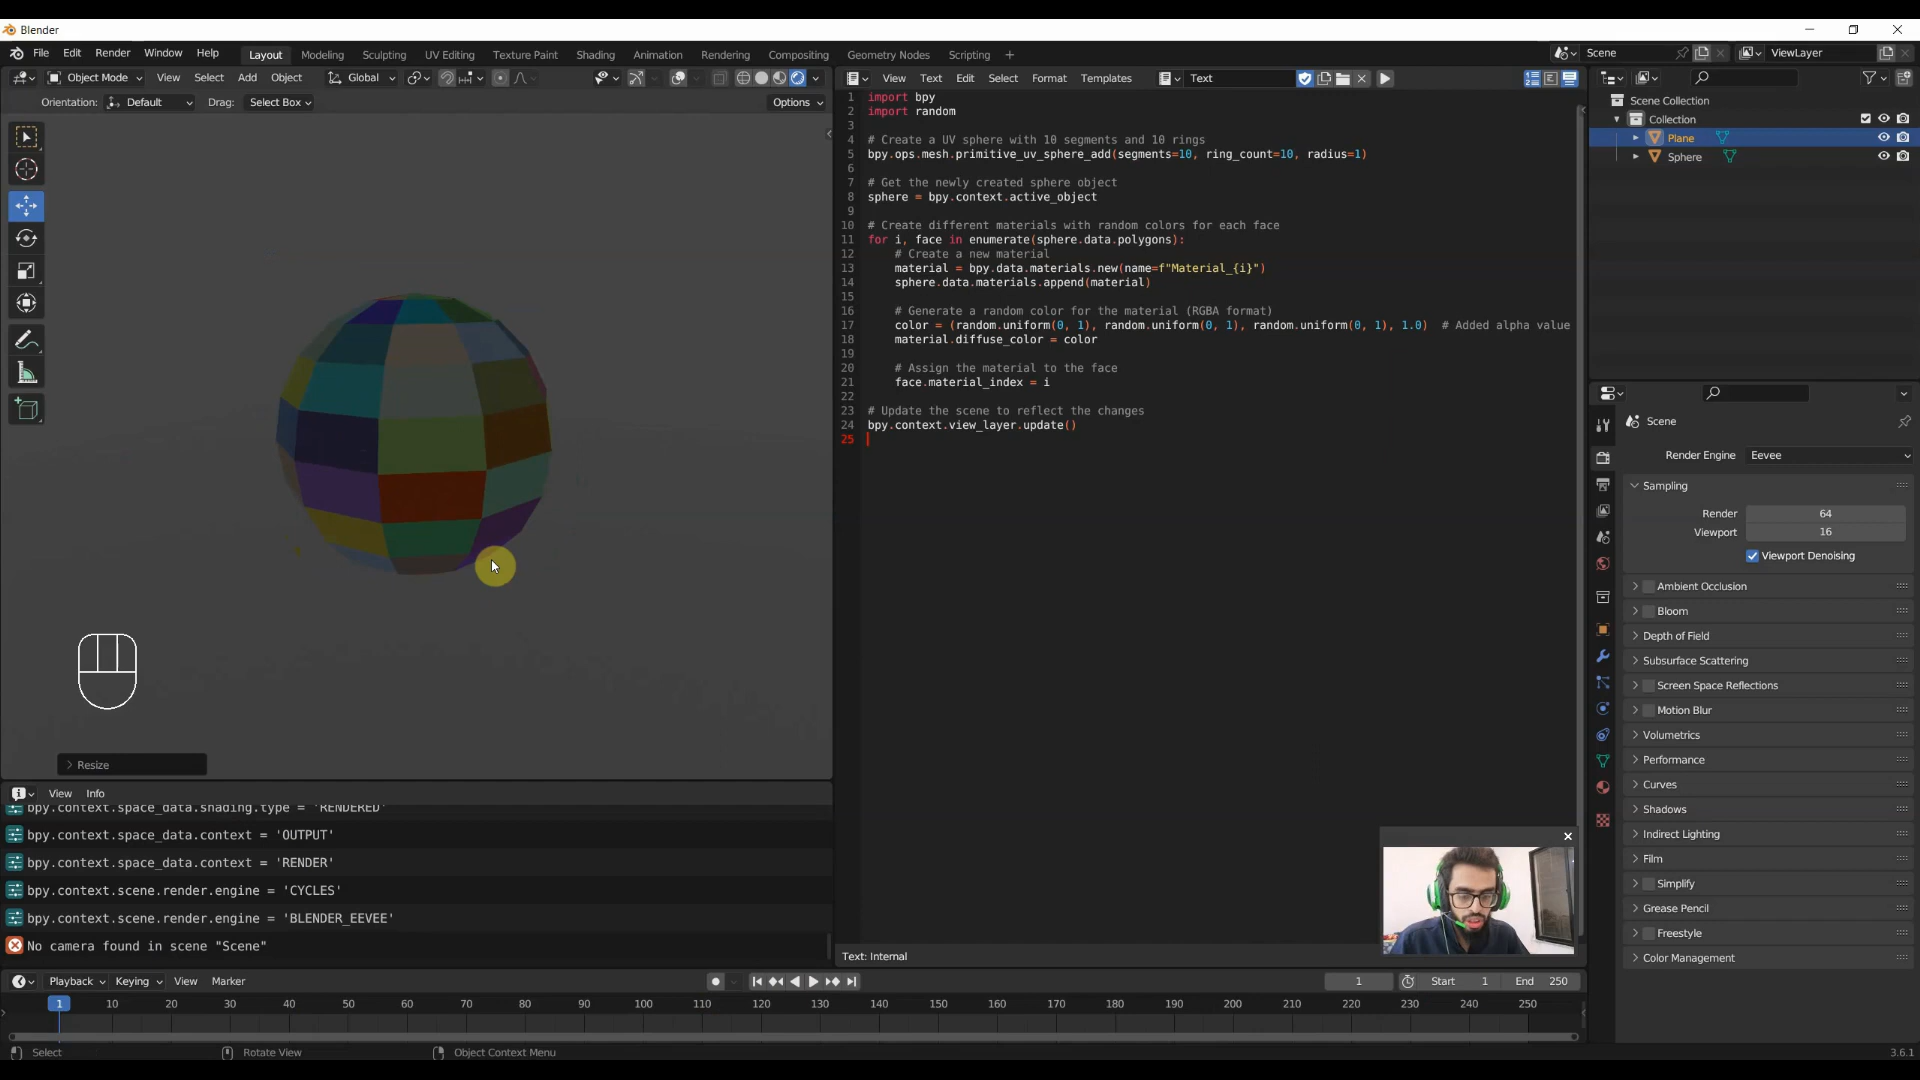 Blender
File Edit Render Window Help Layout Modeling Sculpting UV Editing Texture Paint Shading Animation Rendering Compositing Geometry Nodes Scripting + Scene ViewLayer
Object Mode View Select Add Object Global
Orientation: Default Drag: Select Box Options
View Text Edit Select Format Templates Text
1 import bpy
2 import random
3
4 # Create a UV sphere with 10 segments and 10 rings
5 bpy.ops.mesh.primitive_uv_sphere_add(segments=10, ring_count=10, radius=1)
6
7 # Get the newly created sphere object
8 sphere = bpy.context.active_object
9
10 # Create different materials with random colors for each face
11 for i, face in enumerate(sphere.data.polygons):
12 # Create a new material
13 material = bpy.data.materials.new(name=f"Material_{i}")
14 sphere.data.materials.append(material)
15
16 # Generate a random color for the material (RGBA format)
17 color = (random.uniform(0, 1), random.uniform(0, 1), random.uniform(0, 1), 1.0) # Added alpha value
18 material.diffuse_color = color
19
20 # Assign the material to the face
21 face.material_index = i
22
23 # Update the scene to reflect the changes
24 bpy.context.view_layer.update()
25
Text: Internal
Scene Collection
Collection
Plane
Sphere
Scene
Render Engine Eevee
Sampling
Render 64
Viewport 16
Viewport Denoising
Ambient Occlusion
Bloom
Depth of Field
Subsurface Scattering
Screen Space Reflections
Motion Blur
Volumetrics
Performance
Curves
Shadows
Indirect Lighting
Film
Simplify
Grease Pencil
Freestyle
Color Management
Resize
View Info
bpy.context.space_data.shading.type = 'RENDERED'
bpy.context.space_data.context = 'OUTPUT'
bpy.context.space_data.context = 'RENDER'
bpy.context.scene.render.engine = 'CYCLES'
bpy.context.scene.render.engine = 'BLENDER_EEVEE'
No camera found in scene "Scene"
Playback Keying View Marker 1 Start 1 End 250
1 10 20 30 40 50 60 70 80 90 100 110 120 130 140 150 160 170 180 190 200 210 220 230 240 250
Select Rotate View Object Context Menu 3.6.1